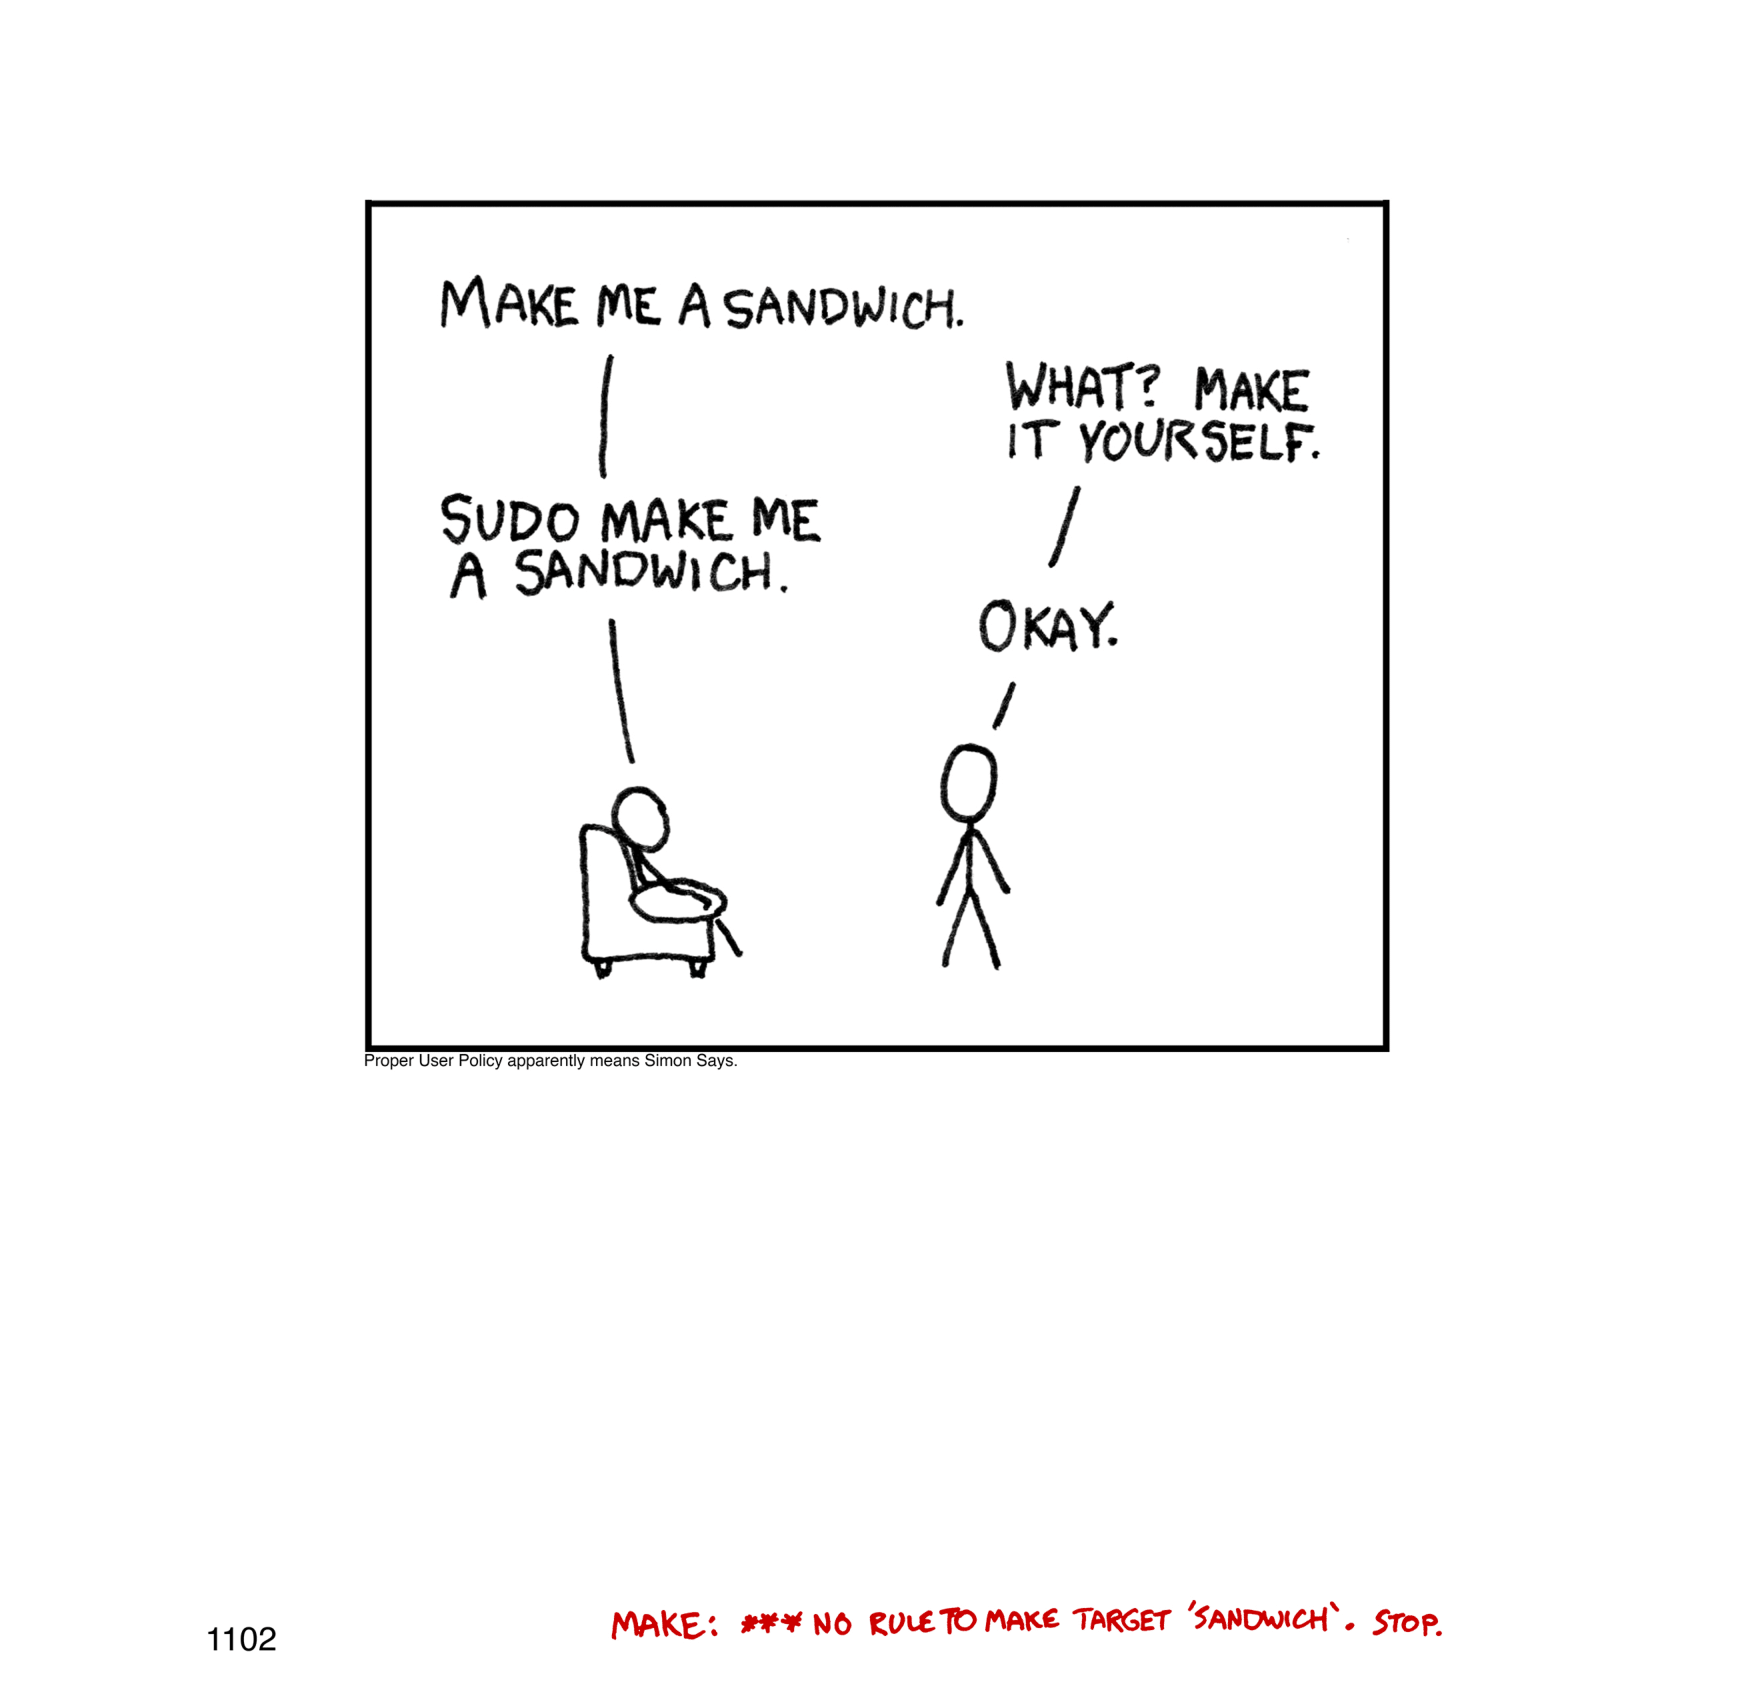 MAKE ME A SANDWICH.
WHAT? MAKE
IT YOURSELF.
SUDO MAKE ME
A SANDWICH.
OKAY.
Proper User Policy apparently means Simon Says.
1102
MAKE: *** NO RULE TO MAKE TARGET 'SANDWICH`. STOP.